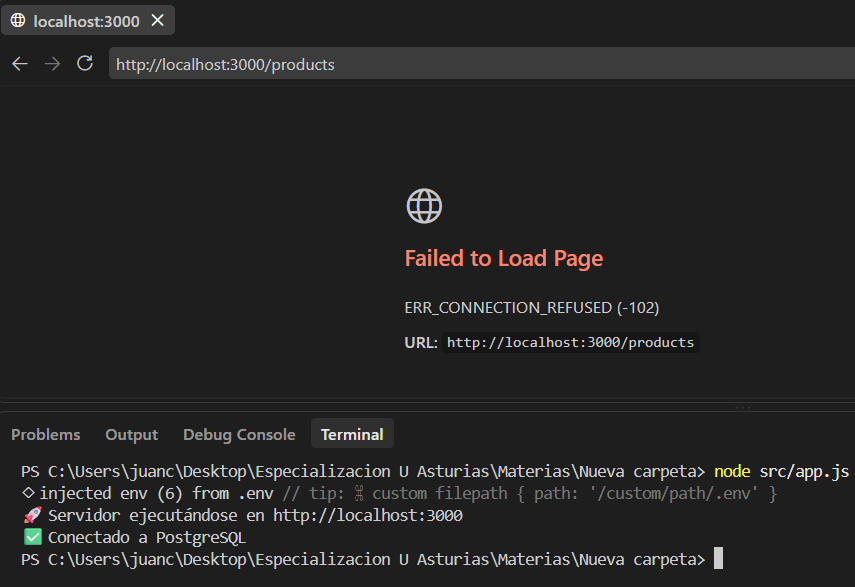 localhost:3000
http://localhost:3000/products
Failed to Load Page
ERR_CONNECTION_REFUSED (-102)
URL: http://localhost:3000/products
Problems Output Debug Console Terminal
PS C:\Users\juanc\Desktop\Especializacion U Asturias\Materias\Nueva carpeta> node src/app.js
◇ injected env (6) from .env // tip: ⌘ custom filepath { path: '/custom/path/.env' }
🚀 Servidor ejecutándose en http://localhost:3000
✅ Conectado a PostgreSQL
PS C:\Users\juanc\Desktop\Especializacion U Asturias\Materias\Nueva carpeta>